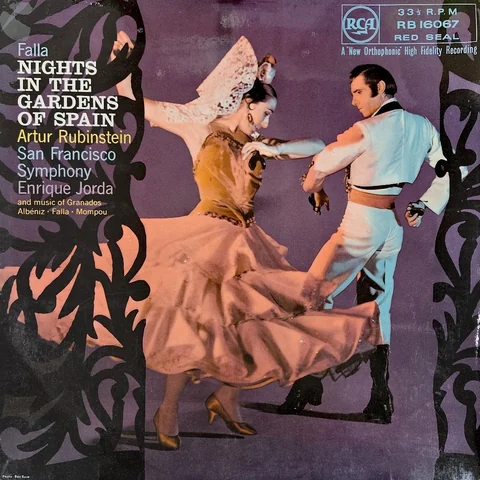 Falla
NIGHTS
IN THE
GARDENS
OF SPAIN
Artur Rubinstein
San Francisco
Symphony
Enrique Jorda
and music of Granados
Albéniz · Falla · Mompou
RCA
33⅓ R.P.M
RB 16067
RED SEAL
A "New Orthophonic" High Fidelity Recording